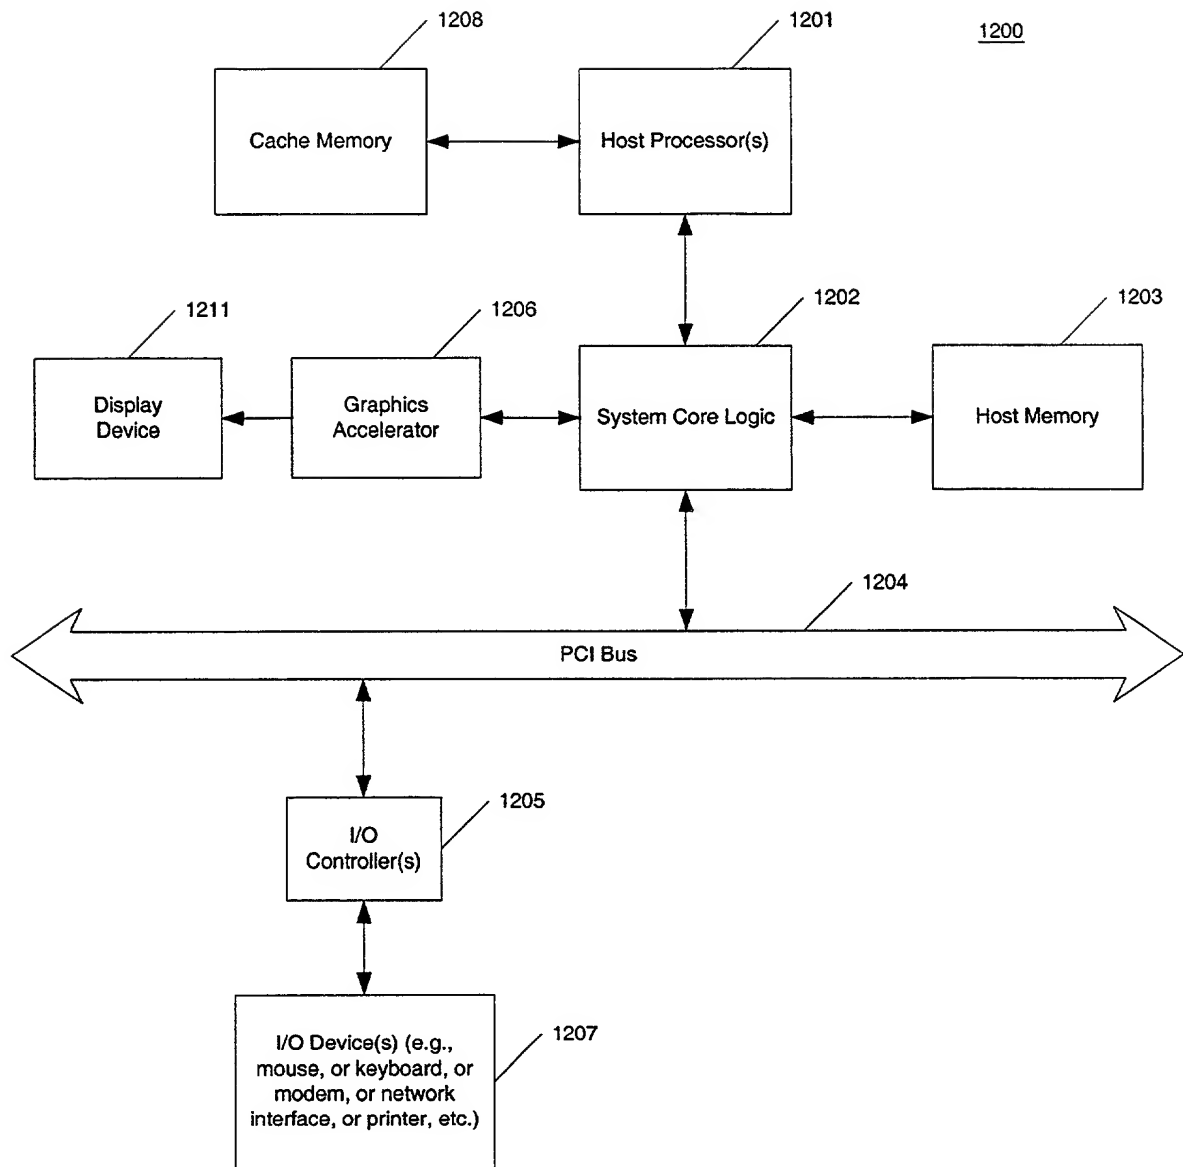 1208
1201
1200
Cache Memory
Host Processor(s)
1211
1206
1202
1203
Display
Device
Graphics
Accelerator
System Core Logic
Host Memory
1204
PCI Bus
1205
I/O
Controller(s)
1207
I/O Device(s) (e.g.,
mouse, or keyboard, or
modem, or network
interface, or printer, etc.)